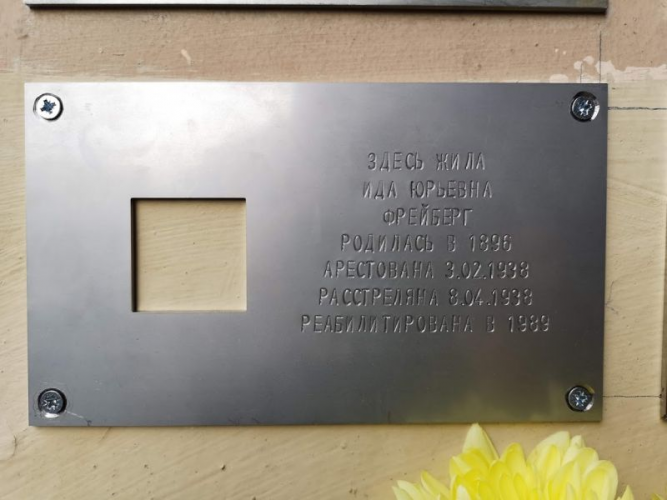 ЗДЕСЬ ЖИЛА
ИДА ЮРЬЕВНА
ФРЕЙБЕРГ
РОДИЛАСЬ В 1896
АРЕСТОВАНА 3.02.1938
РАССТРЕЛЯНА 8.04.1938
РЕАБИЛИТИРОВАНА В 1989